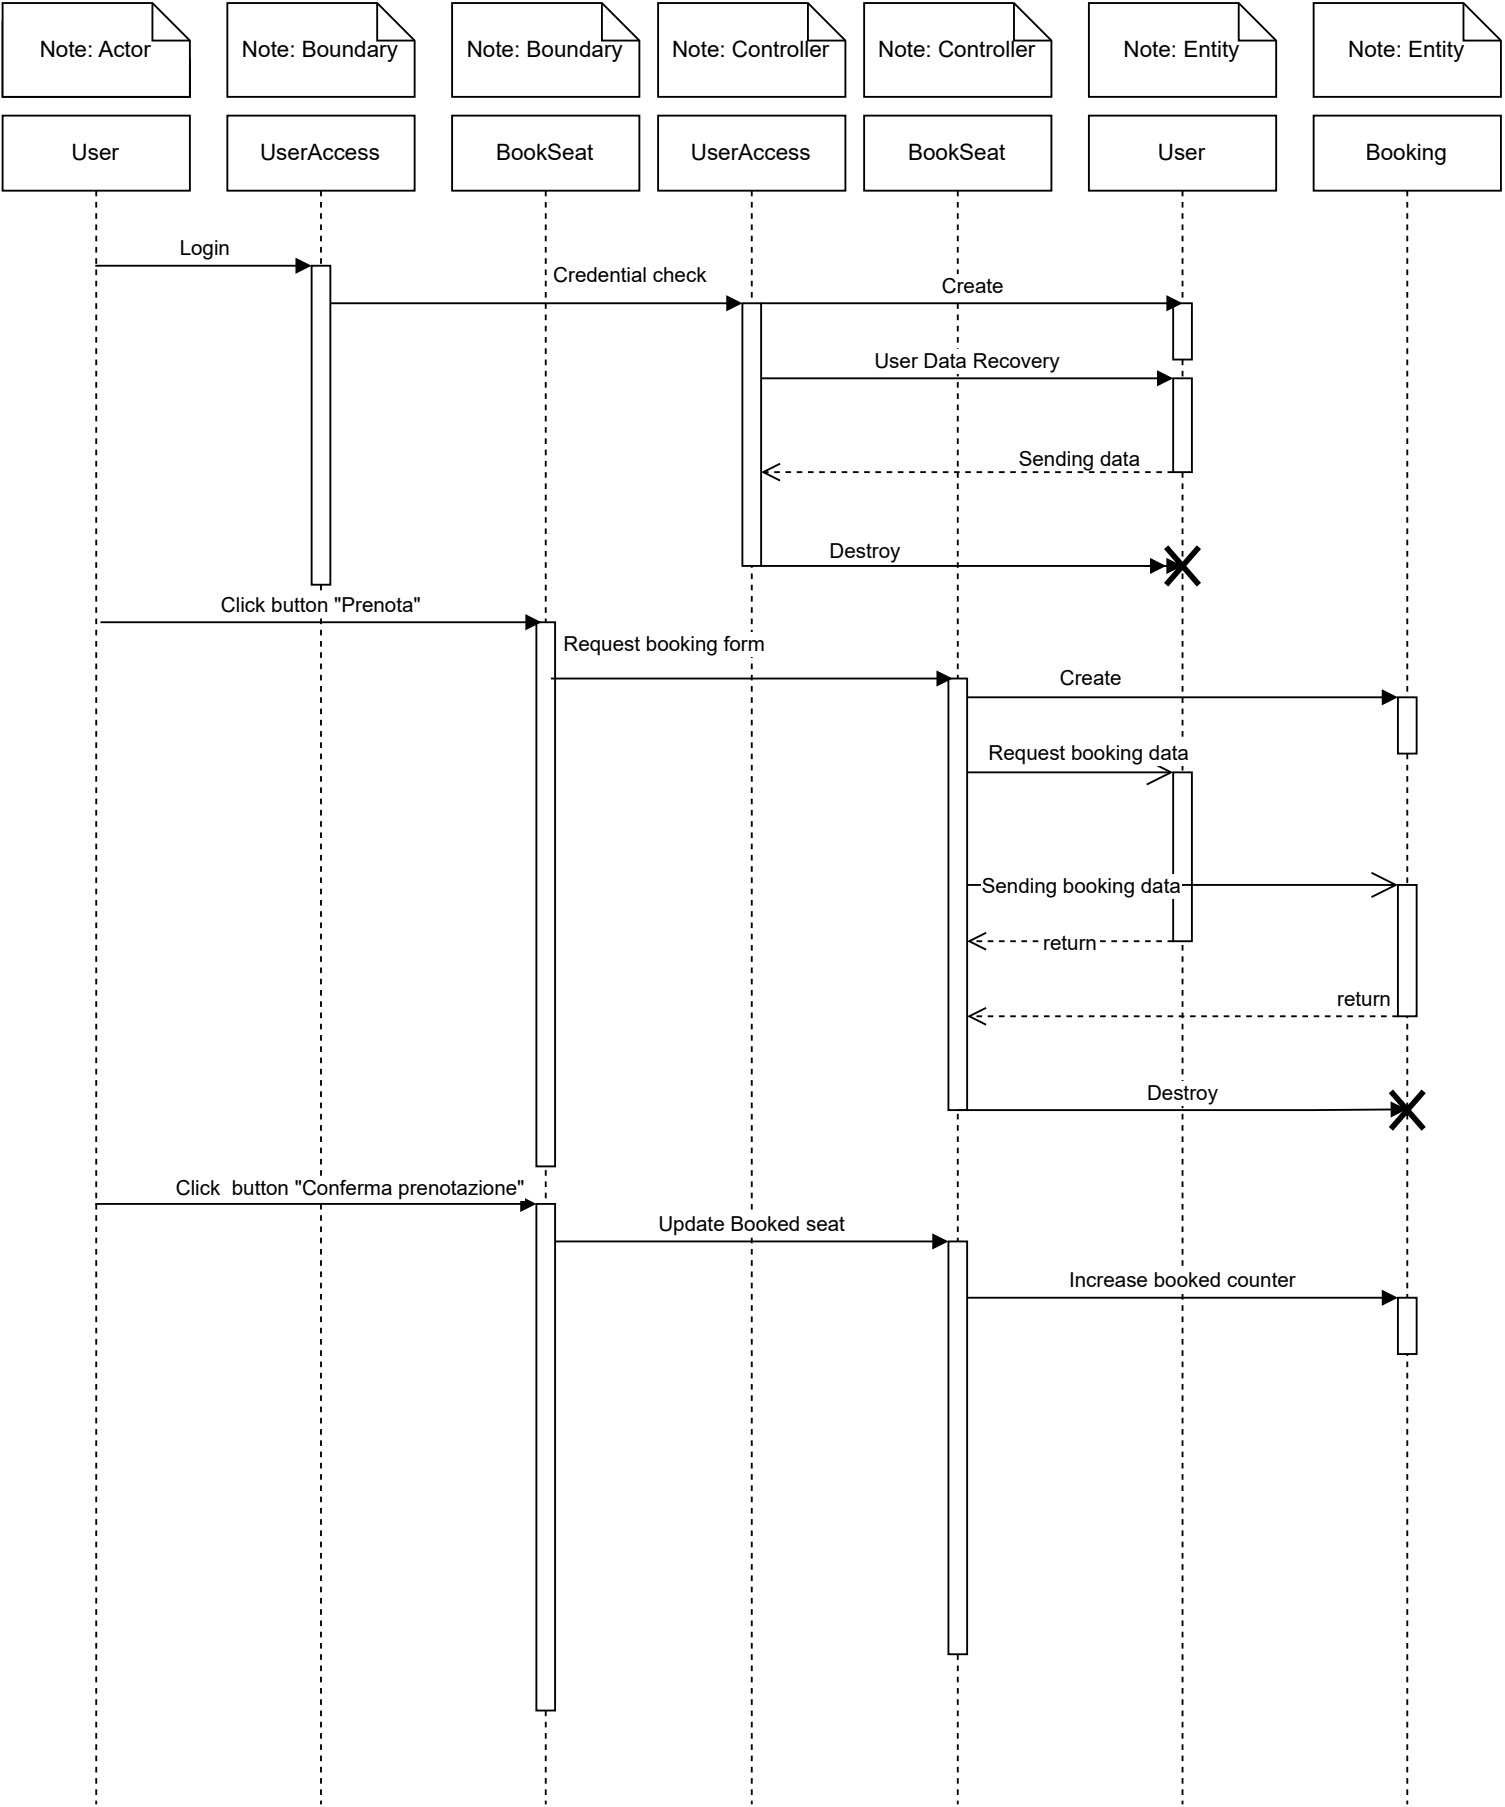 Note: Actor
Note: Boundary
Note: Boundary
Note: Controller
Note: Controller
Note: Entity
Note: Entity
User
UserAccess
BookSeat
UserAccess
BookSeat
User
Booking
Login
Credential check
Create
User Data Recovery
Sending data
Destroy
Click button "Prenota"
Request booking form
Create
Request booking data
Sending booking data
return
return
Destroy
Click  button "Conferma prenotazione"
Update Booked seat
Increase booked counter